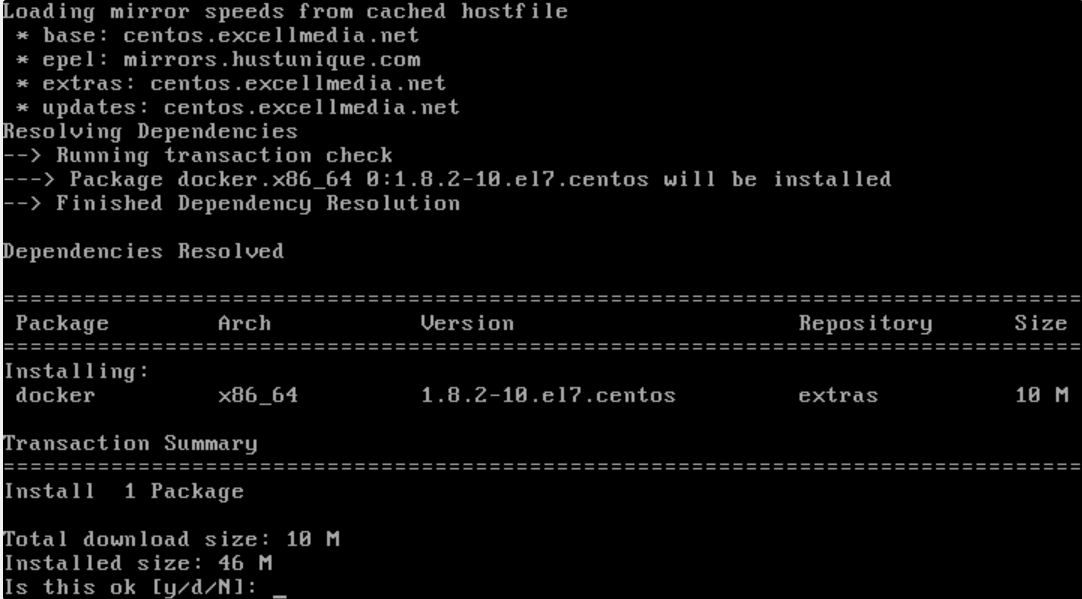 Loading mirror speeds from cached hostfile
 * base: centos.excellmedia.net
 * epel: mirrors.hustunique.com
 * extras: centos.excellmedia.net
 * updates: centos.excellmedia.net
Resolving Dependencies
--> Running transaction check
---> Package docker.x86_64 0:1.8.2-10.el7.centos will be installed
--> Finished Dependency Resolution

Dependencies Resolved

================================================================================
 Package        Arch           Version                     Repository      Size
================================================================================
Installing:
 docker         x86_64         1.8.2-10.el7.centos         extras          10 M

Transaction Summary
================================================================================
Install  1 Package

Total download size: 10 M
Installed size: 46 M
Is this ok [y/d/N]: _